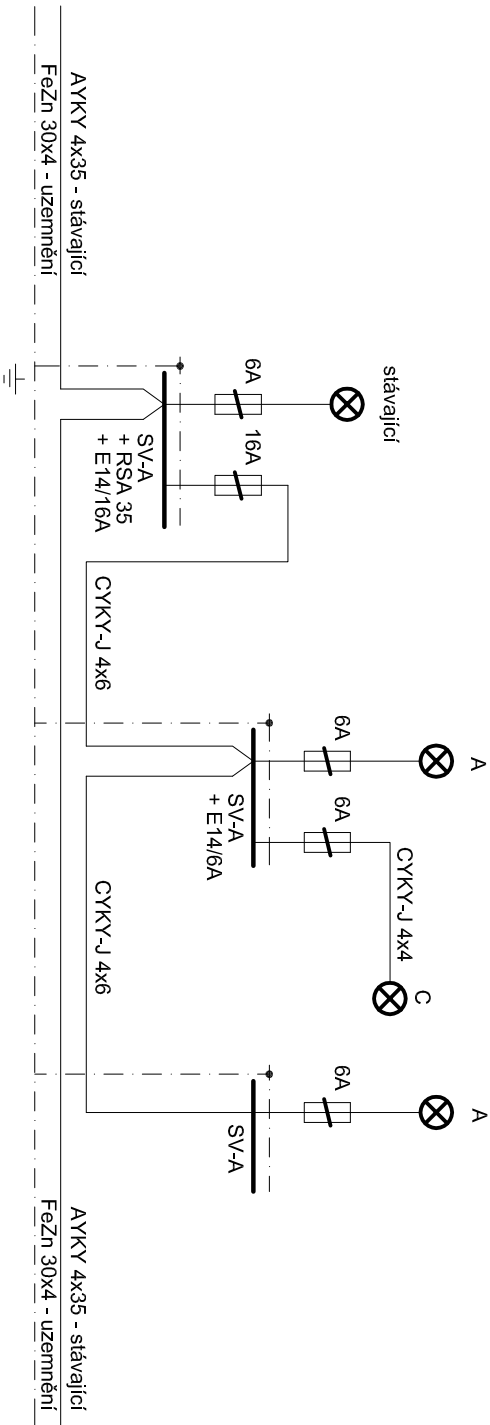 stávající
A
A
6A
16A
6A
6A
CYKY-J 4x4
C
6A
SV-A
+ RSA 35
+ E14/16A
CYKY-J 4x6
SV-A
+ E14/6A
CYKY-J 4x6
SV-A
AYKY 4x35 - stávající
FeZn 30x4 - uzemnění
AYKY 4x35 - stávající
FeZn 30x4 - uzemnění